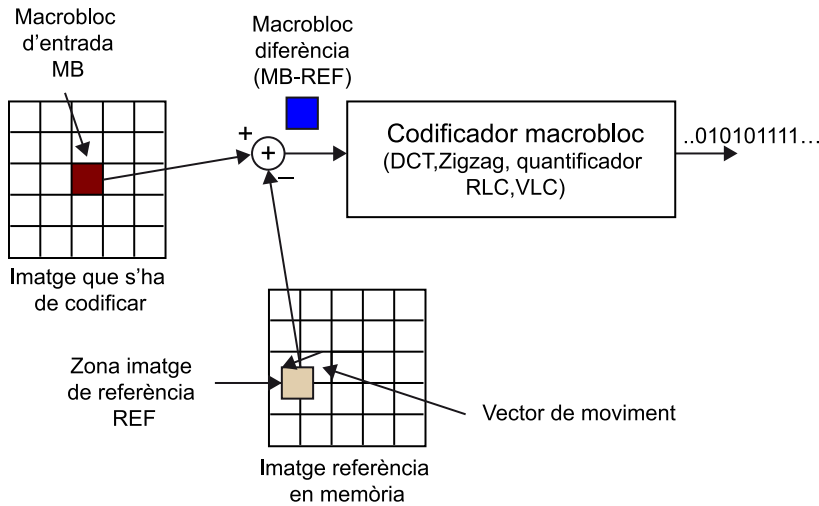 Macrobloc
d'entrada
MB
Macrobloc
diferència
(MB-REF)
+
+
–
Codificador macrobloc
(DCT,Zigzag, quantificador
RLC,VLC)
..010101111...
Imatge que s'ha
de codificar
Zona imatge
de referència
REF
Vector de moviment
Imatge referència
en memòria